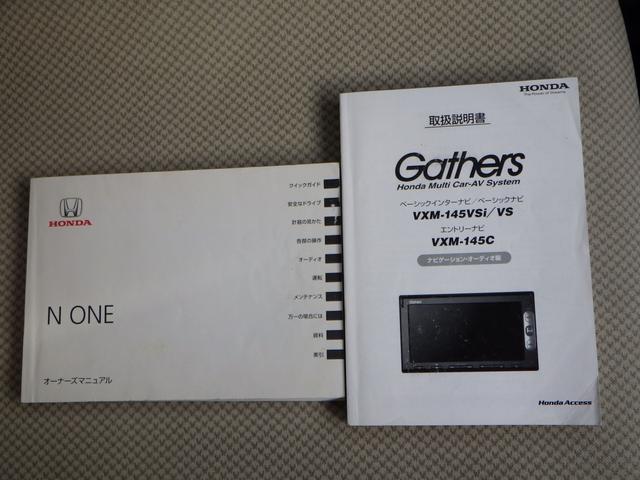 HONDA
N ONE
オーナーズマニュアル
クイックガイド
安全なドライブ
計器の見かた
各部の操作
オーディオ
運転
メンテナンス
万一の場合には
資料
索引
HONDA
The Power of Dreams
取扱説明書
Gathers
Honda Multi Car-AV System
ベーシックインターナビ/ベーシックナビ
VXM-145VSi/VS
エントリーナビ
VXM-145C
ナビゲーション・オーディオ編
Honda Access